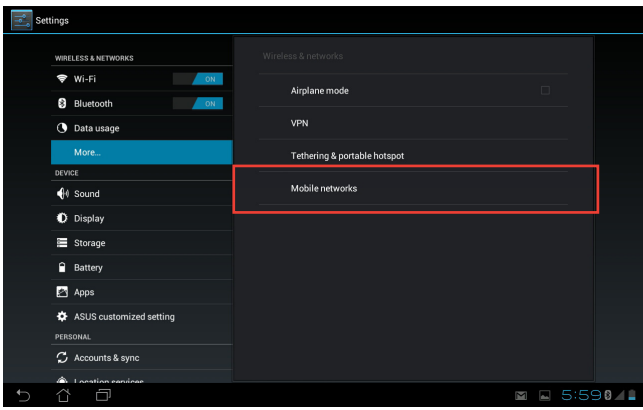 Settings
WIRELESS & NETWORKS
Wi-Fi ON
Bluetooth ON
Data usage
More...
DEVICE
Sound
Display
Storage
Battery
Apps
ASUS customized setting
PERSONAL
Accounts & sync
Location services
Wireless & networks
Airplane mode
VPN
Tethering & portable hotspot
Mobile networks
5:59